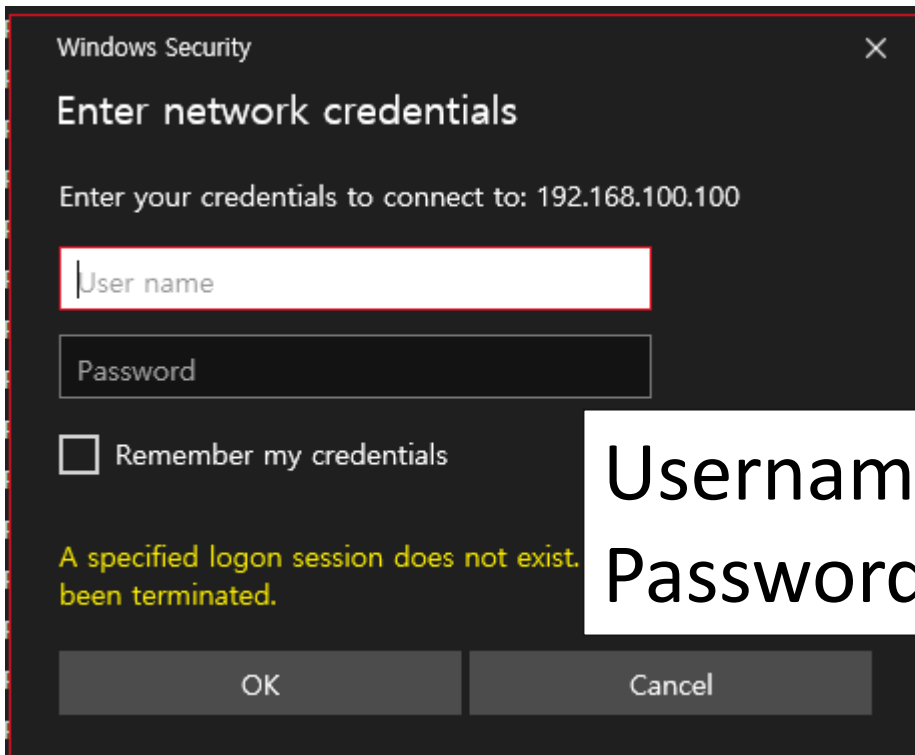 Windows Security
Enter network credentials
Enter your credentials to connect to: 192.168.100.100
User name
Password
Remember my credentials
A specified logon session does not exist.
been terminated.
Usernam
Password
OK
Cancel